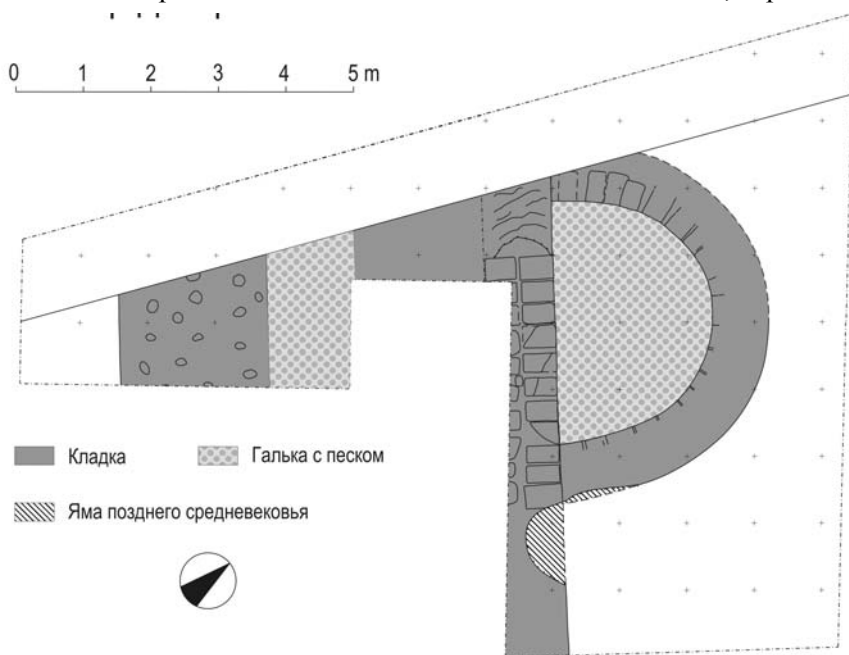 0 1 2 3 4 5 m
Кладка
Галька с песком
Яма позднего средневековья